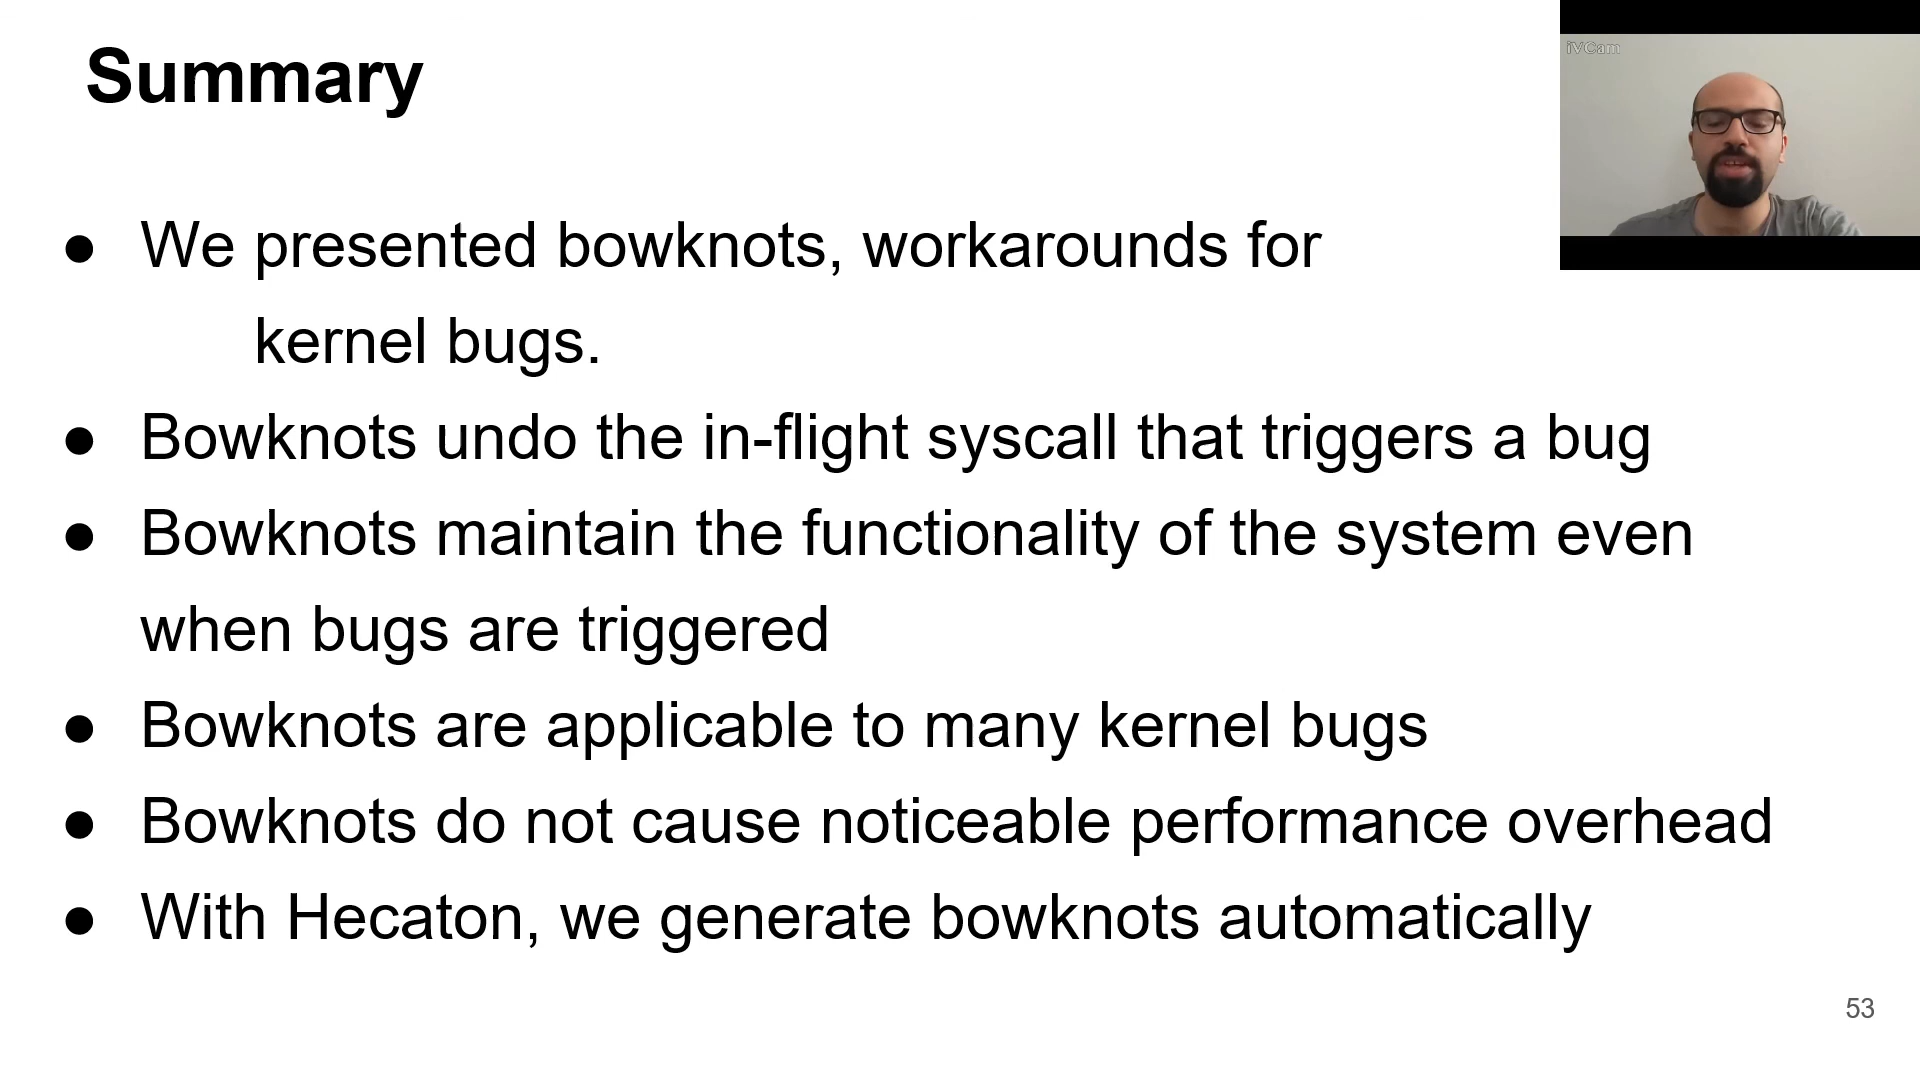 Summary
iVCam
● We presented bowknots, workarounds for
kernel bugs.
● Bowknots undo the in-flight syscall that triggers a bug
● Bowknots maintain the functionality of the system even
when bugs are triggered
● Bowknots are applicable to many kernel bugs
● Bowknots do not cause noticeable performance overhead
● With Hecaton, we generate bowknots automatically
53